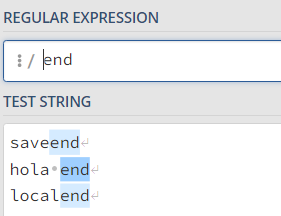 REGULAR EXPRESSION
⋮ / end
TEST STRING
saveend↵
hola·end↵
localend↵